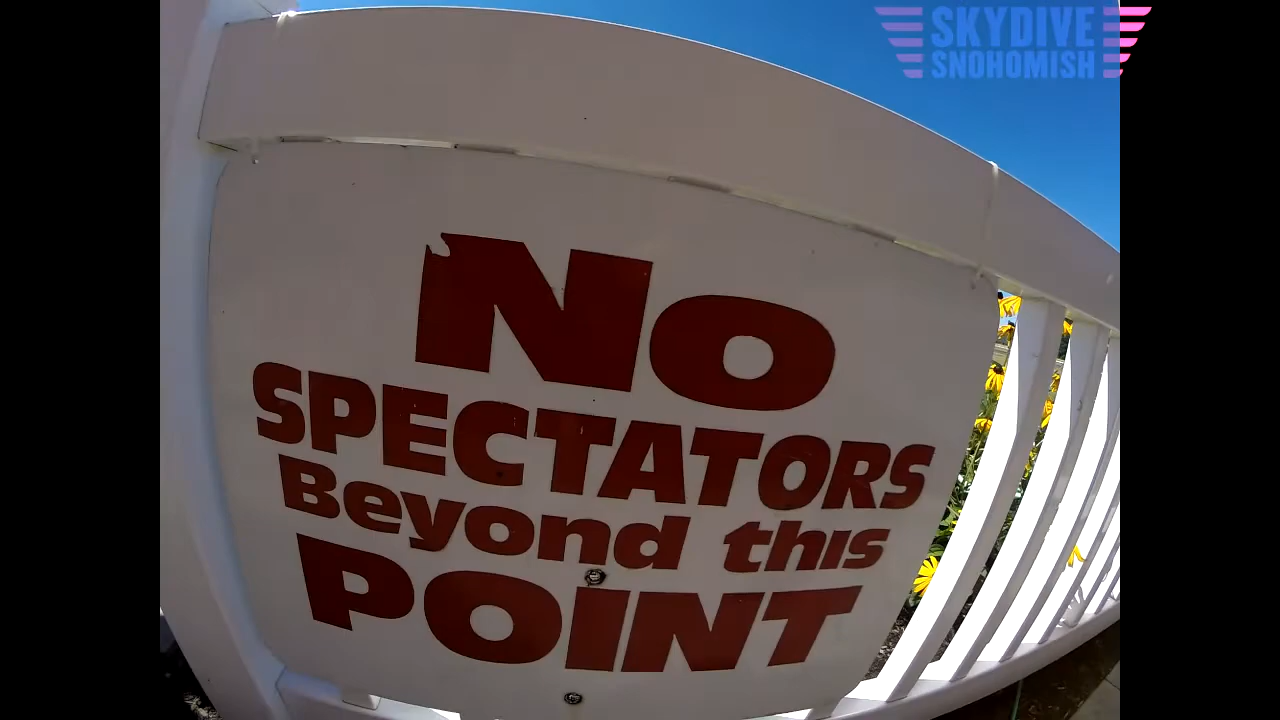 SKYDIVE
SNOHOMISH
NO
SPECTATORS
Beyond this
POINT